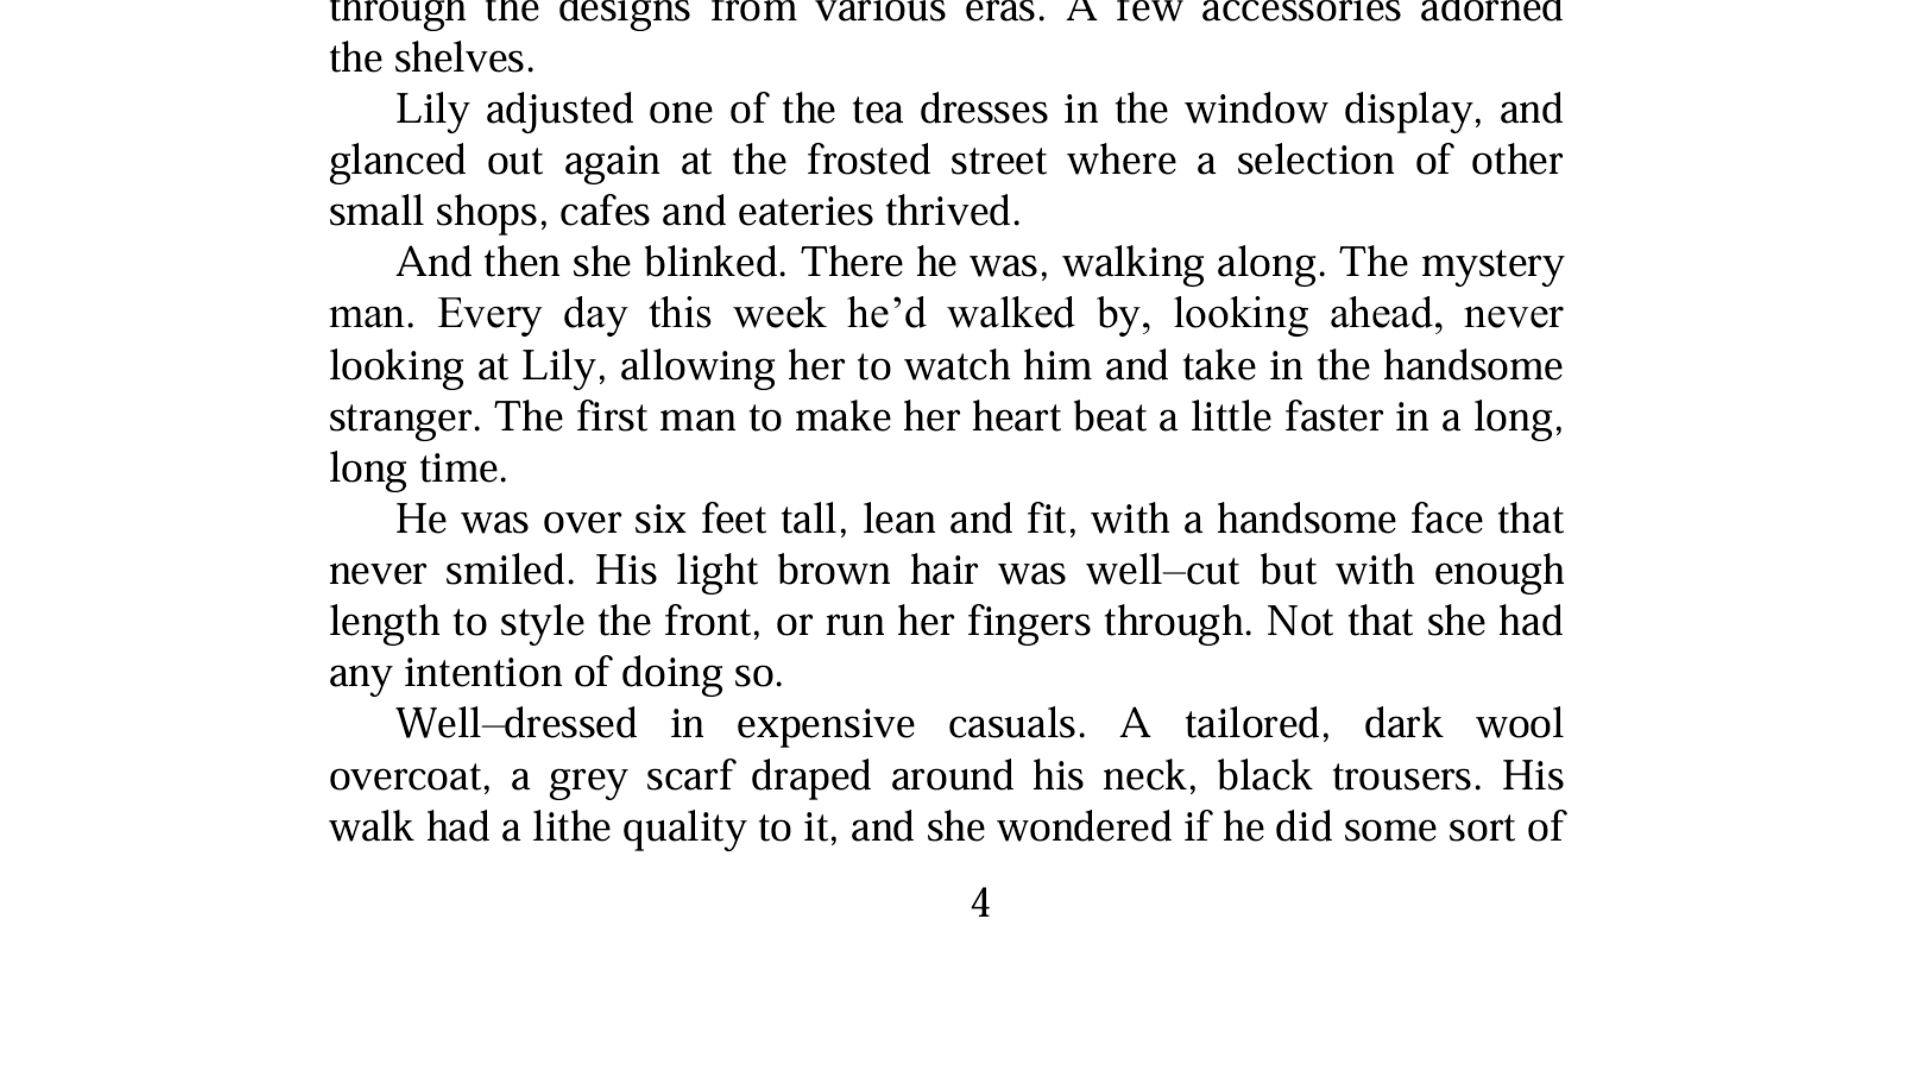 through the designs from various eras. A few accessories adorned
the shelves.
Lily adjusted one of the tea dresses in the window display, and
glanced out again at the frosted street where a selection of other
small shops, cafes and eateries thrived.
And then she blinked. There he was, walking along. The mystery
man. Every day this week he’d walked by, looking ahead, never
looking at Lily, allowing her to watch him and take in the handsome
stranger. The first man to make her heart beat a little faster in a long,
long time.
He was over six feet tall, lean and fit, with a handsome face that
never smiled. His light brown hair was well–cut but with enough
length to style the front, or run her fingers through. Not that she had
any intention of doing so.
Well–dressed in expensive casuals. A tailored, dark wool
overcoat, a grey scarf draped around his neck, black trousers. His
walk had a lithe quality to it, and she wondered if he did some sort of
4